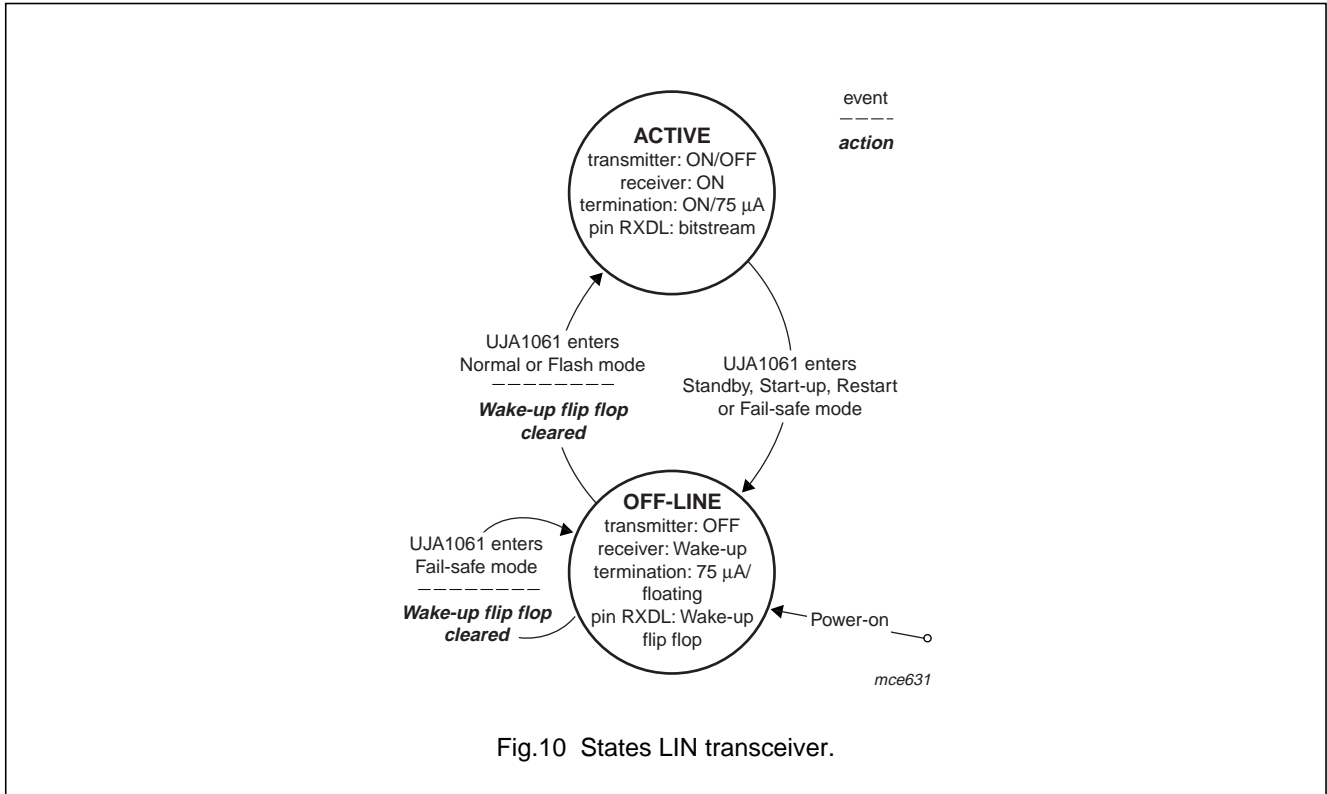 event
action
ACTIVE
transmitter: ON/OFF
receiver: ON
termination: ON/75 μA
pin RXDL: bitstream
UJA1061 enters
Normal or Flash mode
Wake-up flip flop
cleared
UJA1061 enters
Standby, Start-up, Restart
or Fail-safe mode
OFF-LINE
transmitter: OFF
receiver: Wake-up
termination: 75 μA/
floating
pin RXDL: Wake-up
flip flop
UJA1061 enters
Fail-safe mode
Wake-up flip flop
cleared
Power-on
mce631
Fig.10 States LIN transceiver.